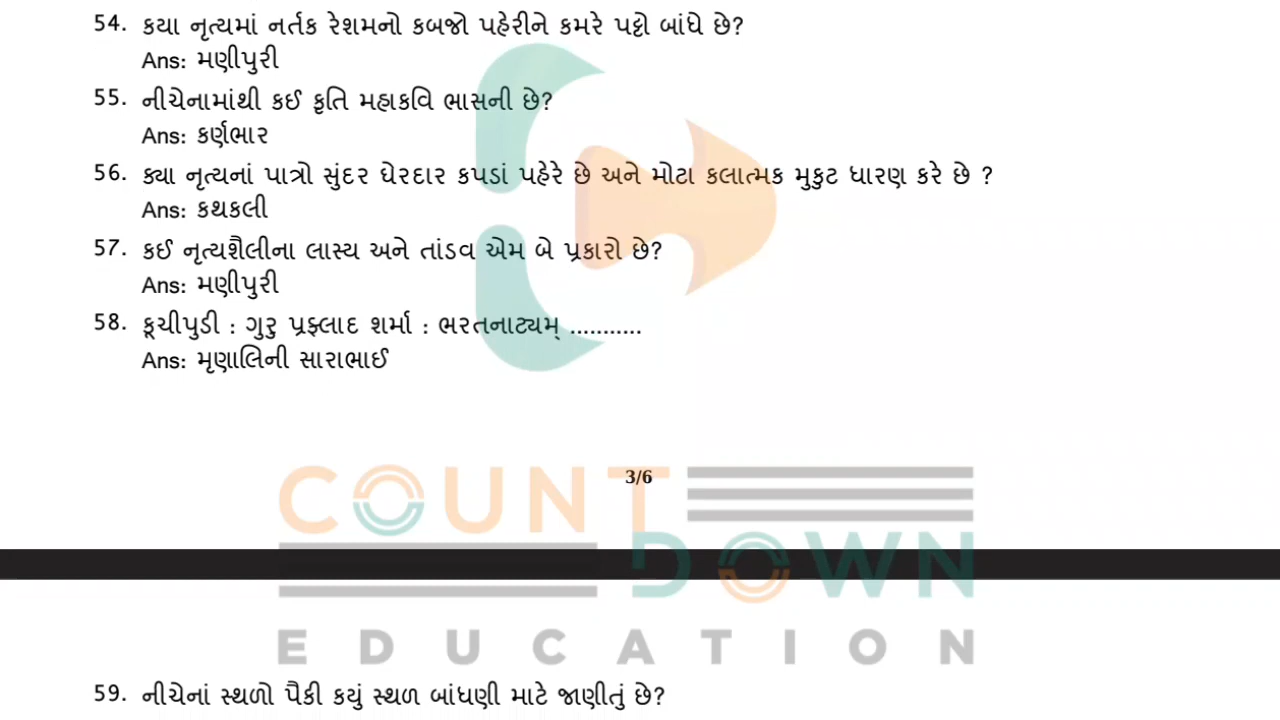 54. કયા નૃત્યમાં નર્તક રેશમનો કબજો પહેરીને કમરે પટ્ટો બાંધે છે?
Ans: મણીપુરી
55. નીચેનામાંથી કઈ કૃતિ મહાકવિ ભાસની છે?
Ans: કર્ણભાર
56. ક્યા નૃત્યનાં પાત્રો સુંદર ઘેરદાર કપડાં પહેરે છે અને મોટા કલાત્મક મુકુટ ધારણ કરે છે ?
Ans: કથકલી
57. કઈ નૃત્યશૈલીના લાસ્ય અને તાંડવ એમ બે પ્રકારો છે?
Ans: મણીપુરી
58. કૂચીપુડી : ગુરુ પ્રહ્લાદ શર્મા : ભરતનાટ્યમ્ ...........
Ans: મૃણાલિની સારાભાઈ
3/6
COUNT
DOWN
EDUCATION
59. નીચેનાં સ્થળો પૈકી કયું સ્થળ બાંધણી માટે જાણીતું છે?